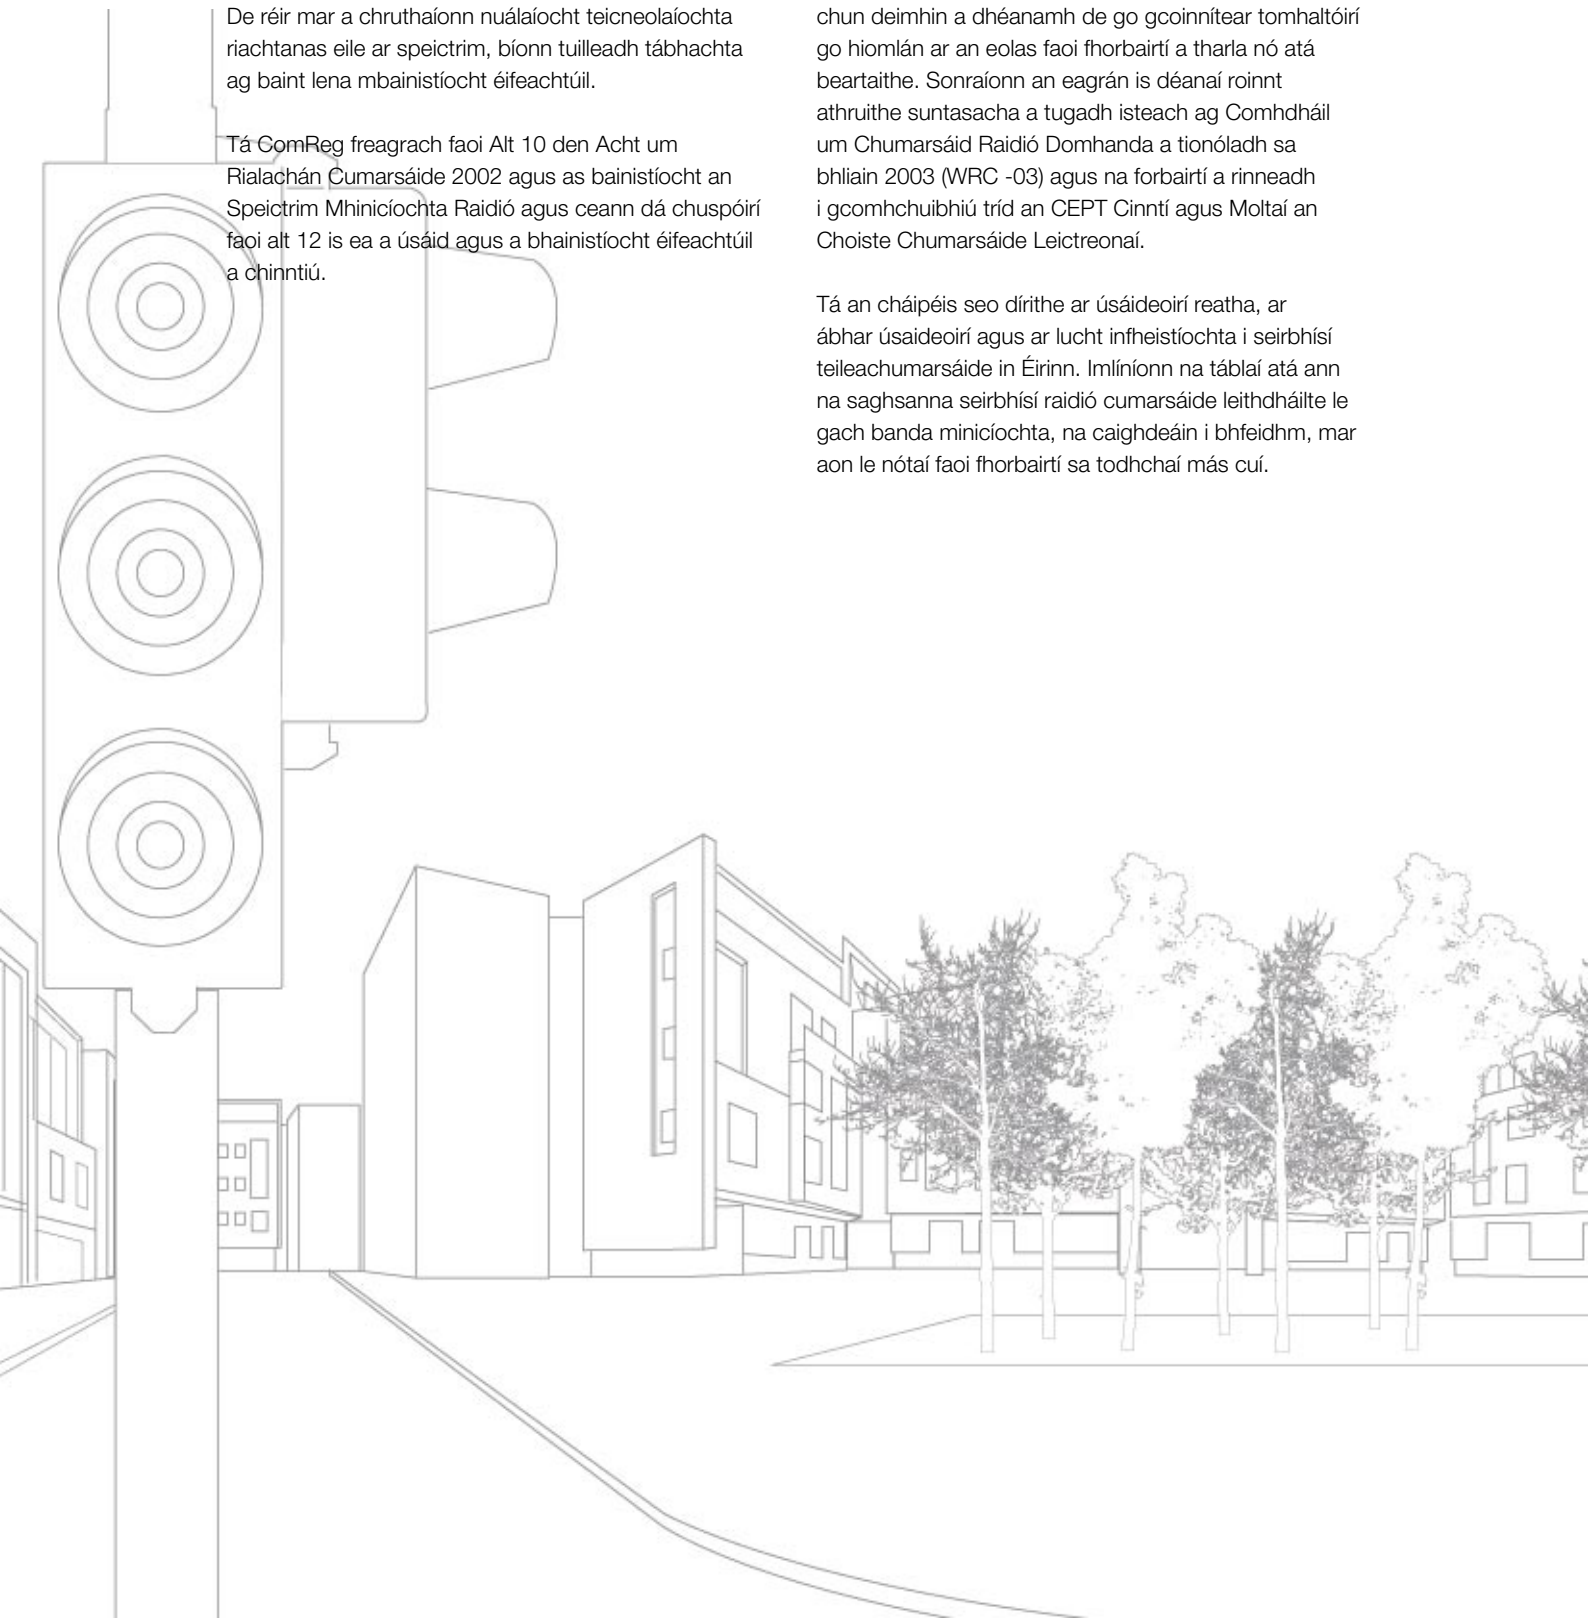 De réir mar a chruthaíonn nuálaíocht teicneolaíochta
riachtanas eile ar speictrim, bíonn tuilleadh tábhachta
ag baint lena mbainistíocht éifeachtúil.
Tá ComReg freagrach faoi Alt 10 den Acht um
Rialachán Cumarsáide 2002 agus as bainistíocht an
Speictrim Mhinicíochta Raidió agus ceann dá chuspóirí
faoi alt 12 is ea a úsáid agus a bhainistíocht éifeachtúil
a chinntiú.
chun deimhin a dhéanamh de go gcoinnítear tomhaltóirí
go hiomlán ar an eolas faoi fhorbairtí a tharla nó atá
beartaithe. Sonraíonn an eagrán is déanaí roinnt
athruithe suntasacha a tugadh isteach ag Comhdháil
um Chumarsáid Raidió Domhanda a tionóladh sa
bhliain 2003 (WRC -03) agus na forbairtí a rinneadh
i gcomhchuibhiú tríd an CEPT Cinntí agus Moltaí an
Choiste Chumarsáide Leictreonaí.
Tá an cháipéis seo dírithe ar úsáideoirí reatha, ar
ábhar úsaideoirí agus ar lucht infheistíochta i seirbhísí
teileachumarsáide in Éirinn. Imlíníonn na táblaí atá ann
na saghsanna seirbhísí raidió cumarsáide leithdháilte le
gach banda minicíochta, na caighdeáin i bhfeidhm, mar
aon le nótaí faoi fhorbairtí sa todhchaí más cuí.